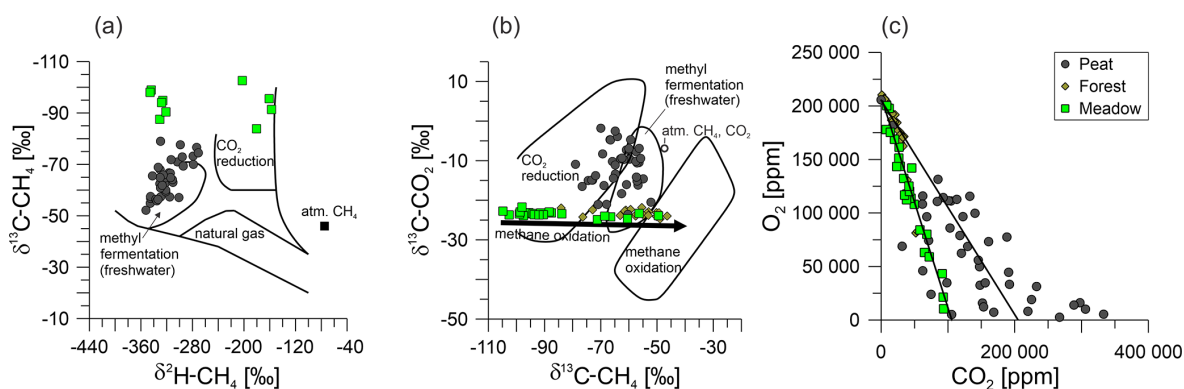 (a)
-110
-90
-70
-50
-30
-10
δ¹³C-CH₄ [‰]
CO₂
reduction
atm. CH₄
natural gas
methyl
fermentation
(freshwater)
-440
-360
-280
-200
-120
-40
δ²H-CH₄ [‰]
(b)
10
-10
-30
-50
δ¹³C-CO₂ [‰]
methyl
fermentation
(freshwater)
atm. CH₄, CO₂
CO₂
reduction
methane oxidation
methane
oxidation
-110
-90
-70
-50
-30
δ¹³C-CH₄ [‰]
(c)
250 000
200 000
150 000
100 000
50 000
0
O₂ [ppm]
Peat
Forest
Meadow
0
200 000
400 000
CO₂ [ppm]